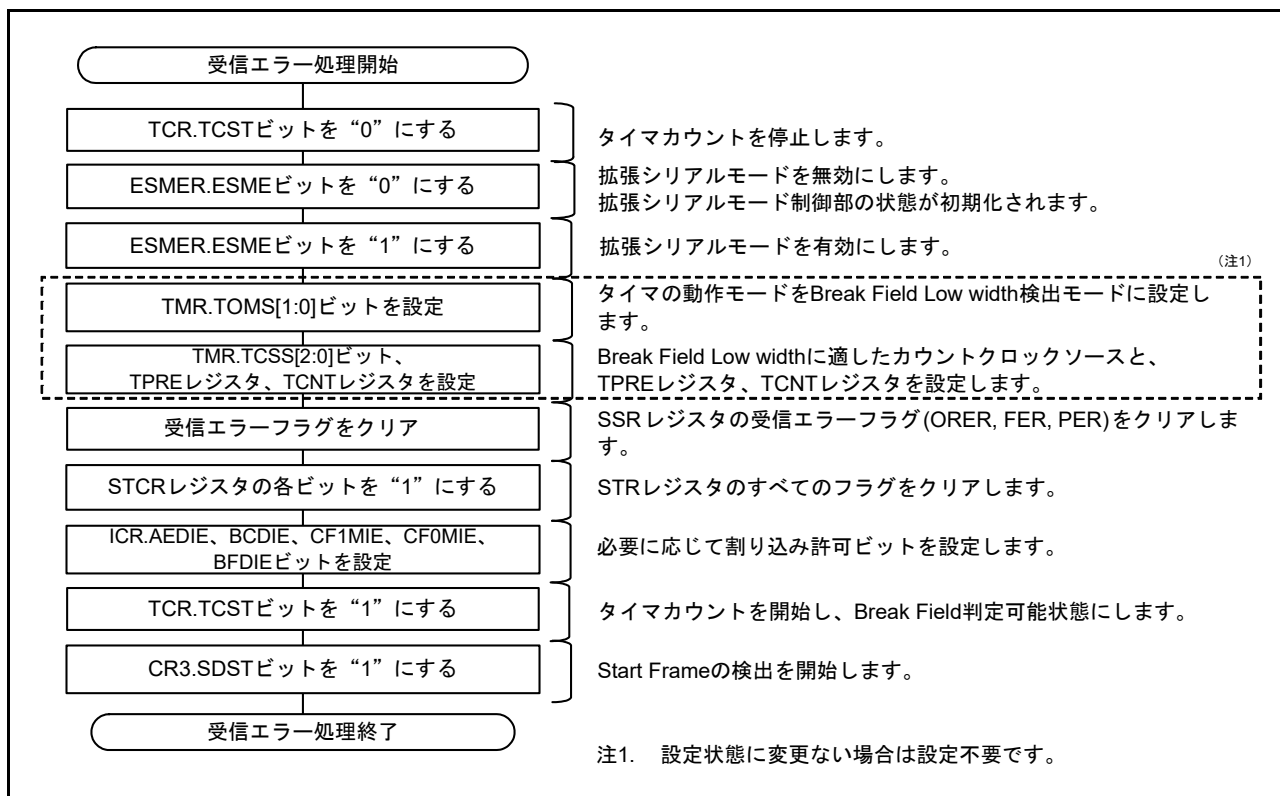 受信エラー処理開始
TCR.TCSTビットを“0”にする
タイマカウントを停止します。
ESMER.ESMEビットを“0”にする
拡張シリアルモードを無効にします。
拡張シリアルモード制御部の状態が初期化されます。
ESMER.ESMEビットを“1”にする
拡張シリアルモードを有効にします。
（注1）
TMR.TOMS[1:0]ビットを設定
タイマの動作モードをBreak Field Low width検出モードに設定し
ます。
TMR.TCSS[2:0]ビット、
TPREレジスタ、TCNTレジスタを設定
Break Field Low widthに適したカウントクロックソースと、
TPREレジスタ、TCNTレジスタを設定します。
受信エラーフラグをクリア
SSRレジスタの受信エラーフラグ(ORER, FER, PER)をクリアしま
す。
STCRレジスタの各ビットを“1”にする
STRレジスタのすべてのフラグをクリアします。
ICR.AEDIE、BCDIE、CF1MIE、CF0MIE、
BFDIEビットを設定
必要に応じて割り込み許可ビットを設定します。
TCR.TCSTビットを“1”にする
タイマカウントを開始し、Break Field判定可能状態にします。
CR3.SDSTビットを“1”にする
Start Frameの検出を開始します。
受信エラー処理終了
注1. 設定状態に変更ない場合は設定不要です。